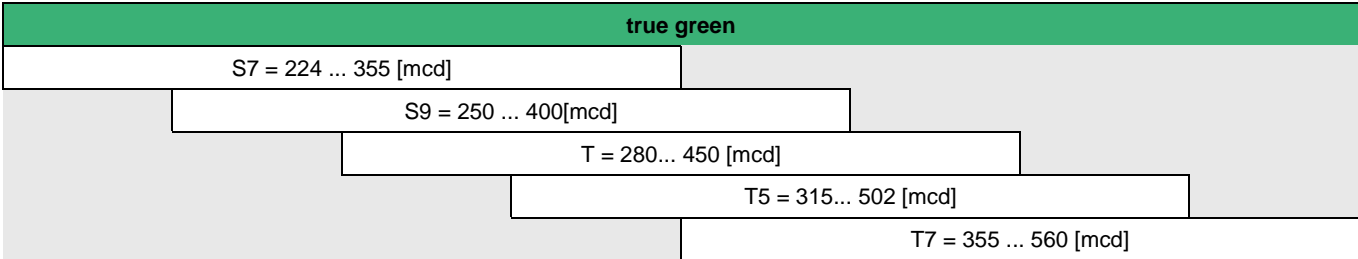 true green
S7 = 224 ... 355 [mcd]
S9 = 250 ... 400[mcd]
T = 280... 450 [mcd]
T5 = 315... 502 [mcd]
T7 = 355 ... 560 [mcd]